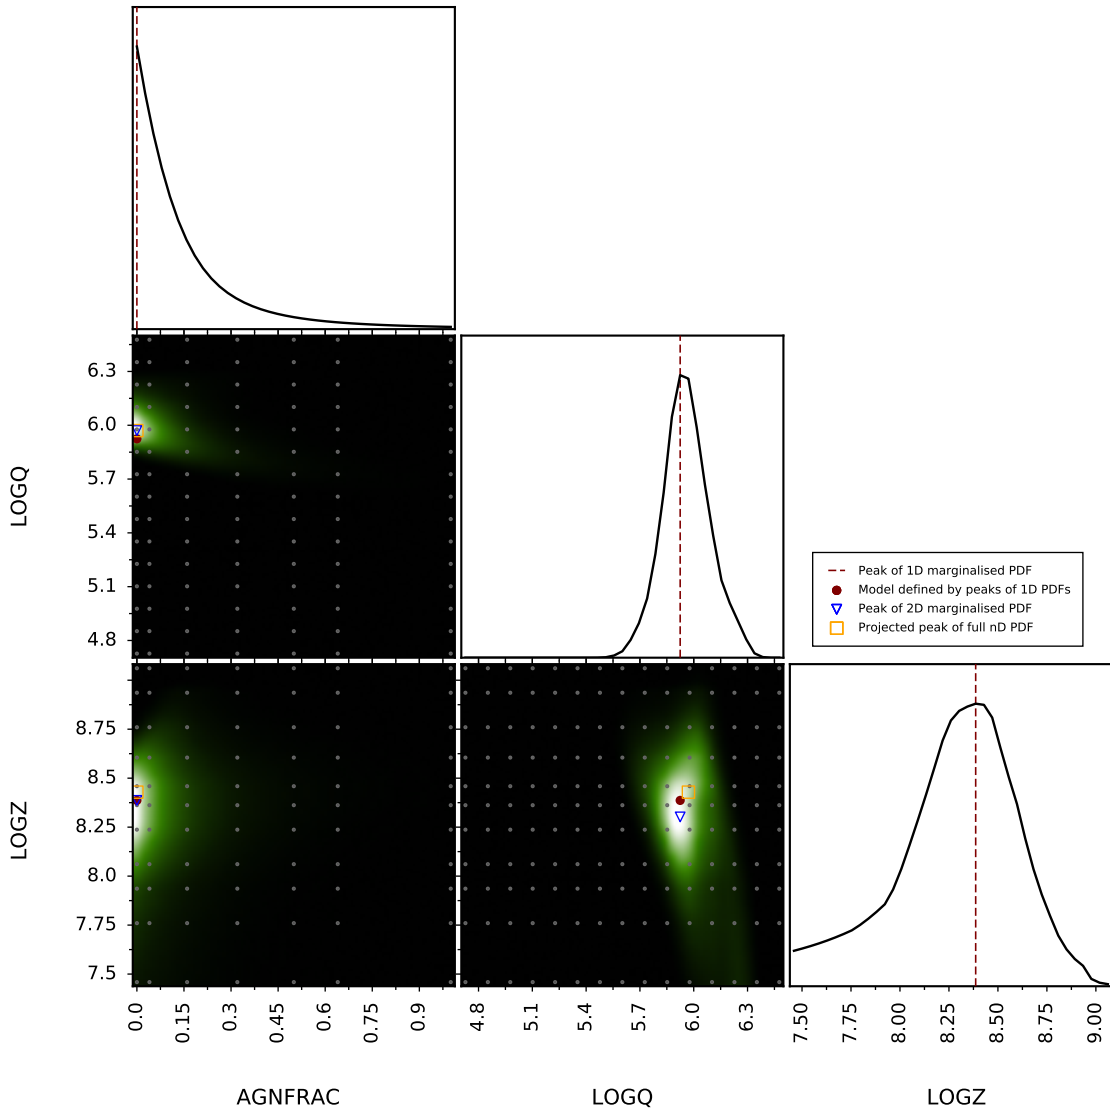 6.3
6.0
5.7
5.4
5.1
4.8
LOGQ
Peak of 1D marginalised PDF
Model defined by peaks of 1D PDFs
Peak of 2D marginalised PDF
Projected peak of full nD PDF
8.75
8.5
8.25
8.0
7.75
7.5
LOGZ
0.0 0.15 0.3 0.45 0.6 0.75 0.9
4.8 5.1 5.4 5.7 6.0 6.3
7.50 7.75 8.00 8.25 8.50 8.75 9.00
AGNFRAC
LOGQ
LOGZ